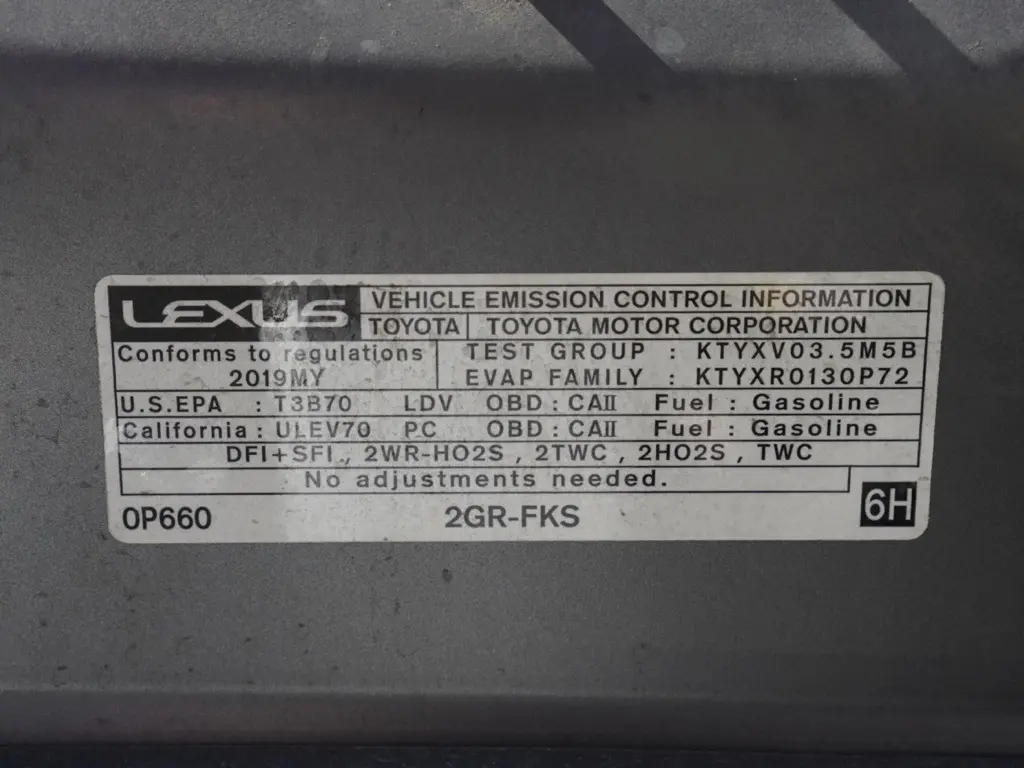 LEXUS VEHICLE EMISSION CONTROL INFORMATION
TOYOTA TOYOTA MOTOR CORPORATION
Conforms to regulations TEST GROUP : KTYXV03.5M5B
2019MY EVAP FAMILY : KTYXR0130P72
U.S.EPA : T3B70 LDV OBD : CAII Fuel : Gasoline
California : ULEV70 PC OBD : CAII Fuel : Gasoline
DFI+SFI , 2WR-HO2S , 2TWC , 2HO2S , TWC
No adjustments needed.
0P660 2GR-FKS 6H